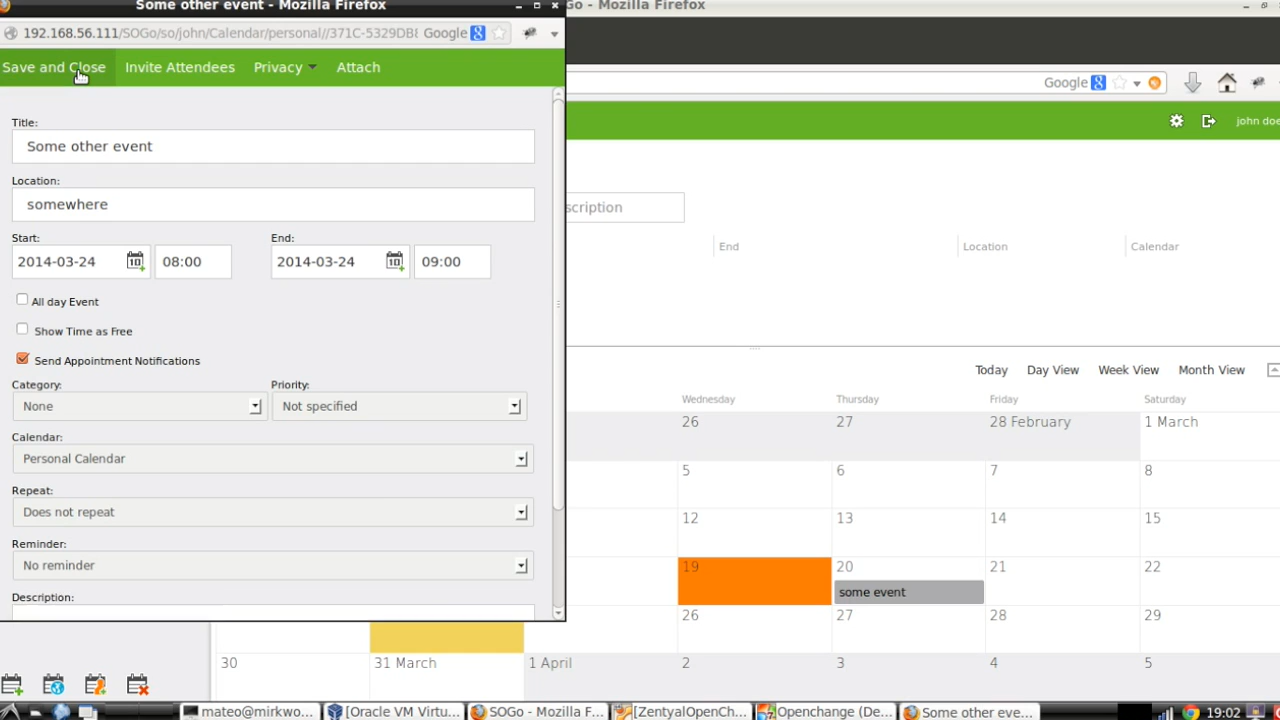 Some other event - Mozilla Firefox
Go - Mozilla Firefox
192.168.56.111/SOGo/so/john/Calendar/personal//371C-5329DB8 Google
Google
Save and Close Invite Attendees Privacy Attach
john doe
Title:
Some other event
Location:
somewhere
scription
Start: End:
2014-03-24 08:00 2014-03-24 09:00
End Location Calendar
All day Event
Show Time as Free
Send Appointment Notifications
Category: Priority:
None Not specified
Calendar:
Personal Calendar
Repeat:
Does not repeat
Reminder:
No reminder
Description:
Today Day View Week View Month View
Wednesday Thursday Friday Saturday
26 27 28 February 1 March
5 6 7 8
12 13 14 15
19 20 21 22
some event
26 27 28 29
30 31 March 1 April 2 3 4 5
mateo@mirkwo... [Oracle VM Virtu... SOGo - Mozilla F... [ZentyalOpenCh... Openchange (De... Some other eve... 19:02